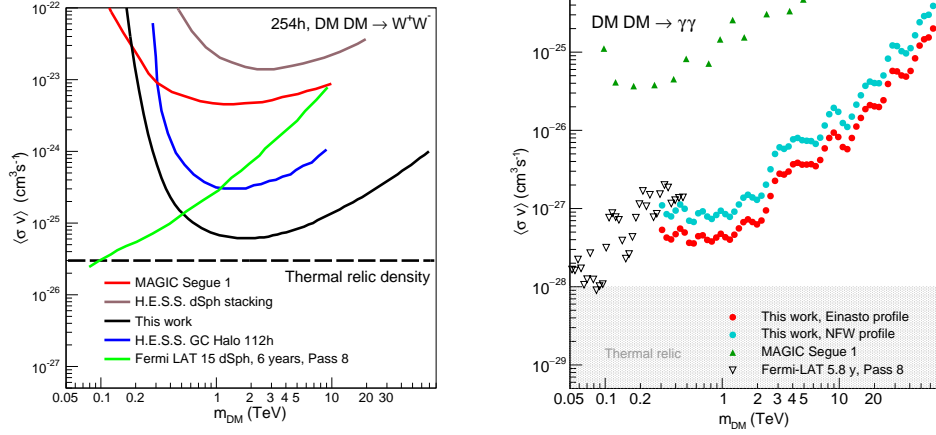 254h, DM DM → W⁺W⁻
⟨σ v⟩ (cm³s⁻¹)
10⁻²²
10⁻²³
10⁻²⁴
10⁻²⁵
10⁻²⁶
10⁻²⁷
Thermal relic density
MAGIC Segue 1
H.E.S.S. dSph stacking
This work
H.E.S.S. GC Halo 112h
Fermi LAT 15 dSph, 6 years, Pass 8
0.05 0.1 0.2 0.3 1 2 3 4 5 10 20 30
m_DM (TeV)
DM DM → γγ
⟨σ v⟩ (cm³s⁻¹)
10⁻²⁵
10⁻²⁶
10⁻²⁷
10⁻²⁸
10⁻²⁹
This work, Einasto profile
This work, NFW profile
MAGIC Segue 1
Fermi-LAT 5.8 y, Pass 8
Thermal relic
0.05 0.1 0.2 0.3 1 2 3 4 5 10 20
m_DM (TeV)